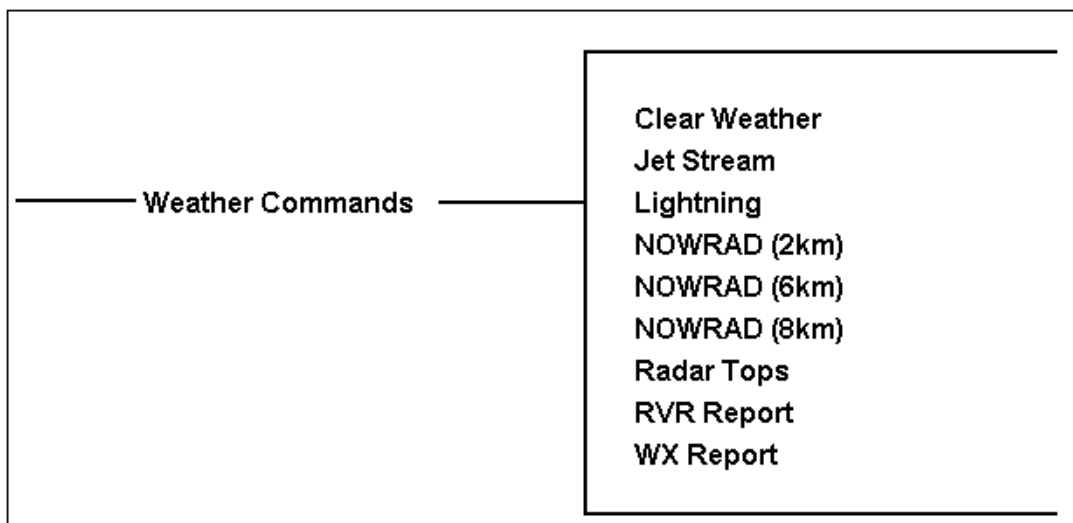 Clear Weather
Jet Stream
Weather Commands
Lightning
NOWRAD (2km)
NOWRAD (6km)
NOWRAD (8km)
Radar Tops
RVR Report
WX Report